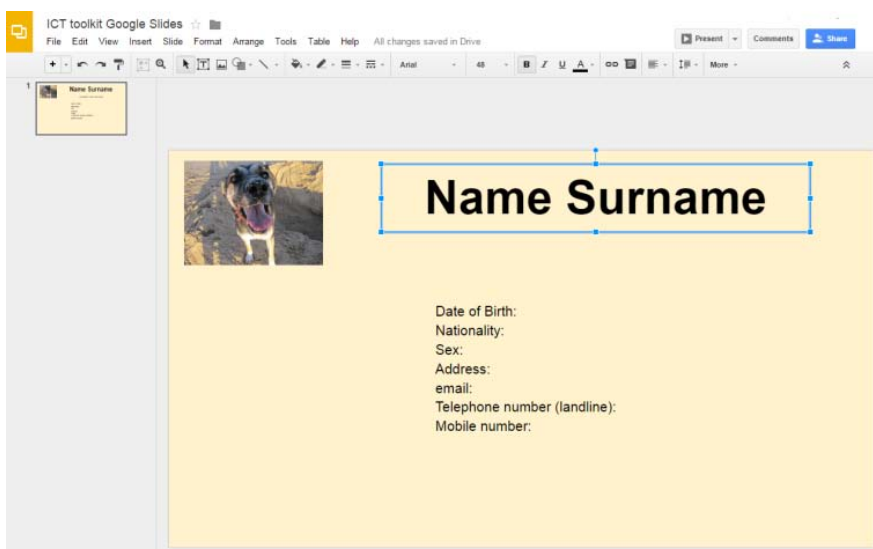 ICT toolkit Google Slides
File Edit View Insert Slide Format Arrange Tools Table Help All changes saved in Drive
Present Comments Share
Arial 48 B I U A More
1
Name Surname
Name Surname
Date of Birth:
Nationality:
Sex:
Address:
email:
Telephone number (landline):
Mobile number: